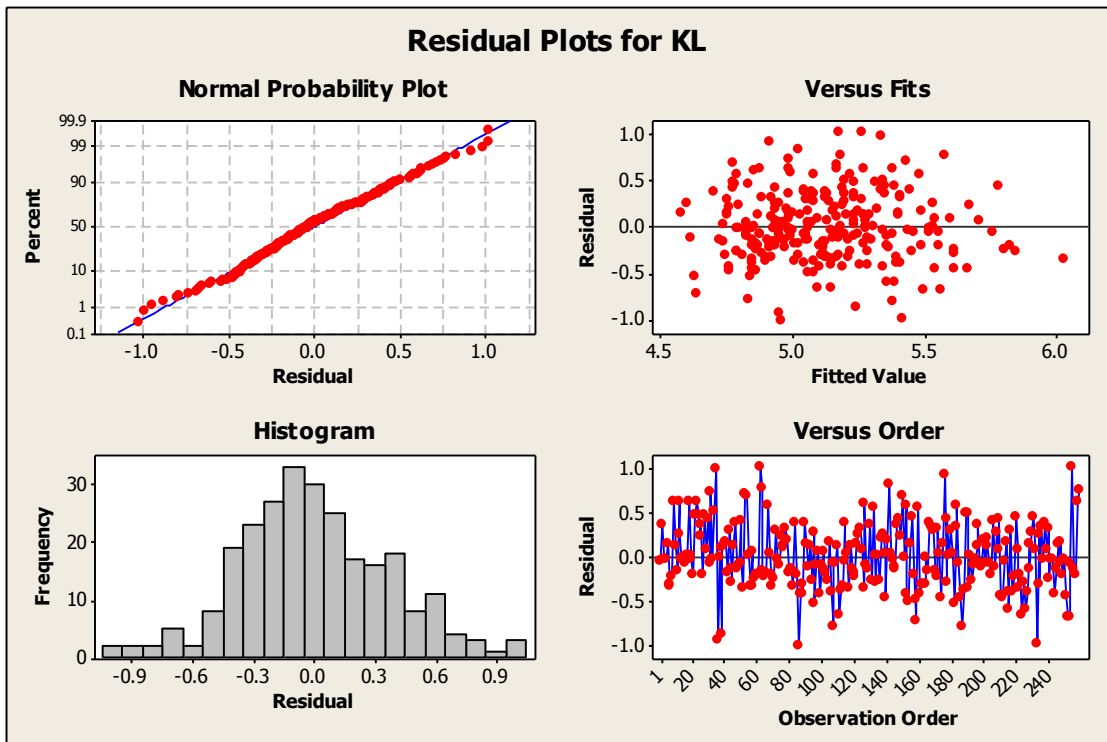 Residual Plots for KL
Normal Probability Plot
99.9
99
90
50
10
1
0.1
Percent
-1.0 -0.5 0.0 0.5 1.0
Residual
Versus Fits
1.0
0.5
0.0
-0.5
-1.0
Residual
4.5 5.0 5.5 6.0
Fitted Value
Histogram
30
20
10
0
Frequency
-0.9 -0.6 -0.3 0.0 0.3 0.6 0.9
Residual
Versus Order
1.0
0.5
0.0
-0.5
-1.0
Residual
1 20 40 60 80 100 120 140 160 180 200 220 240
Observation Order